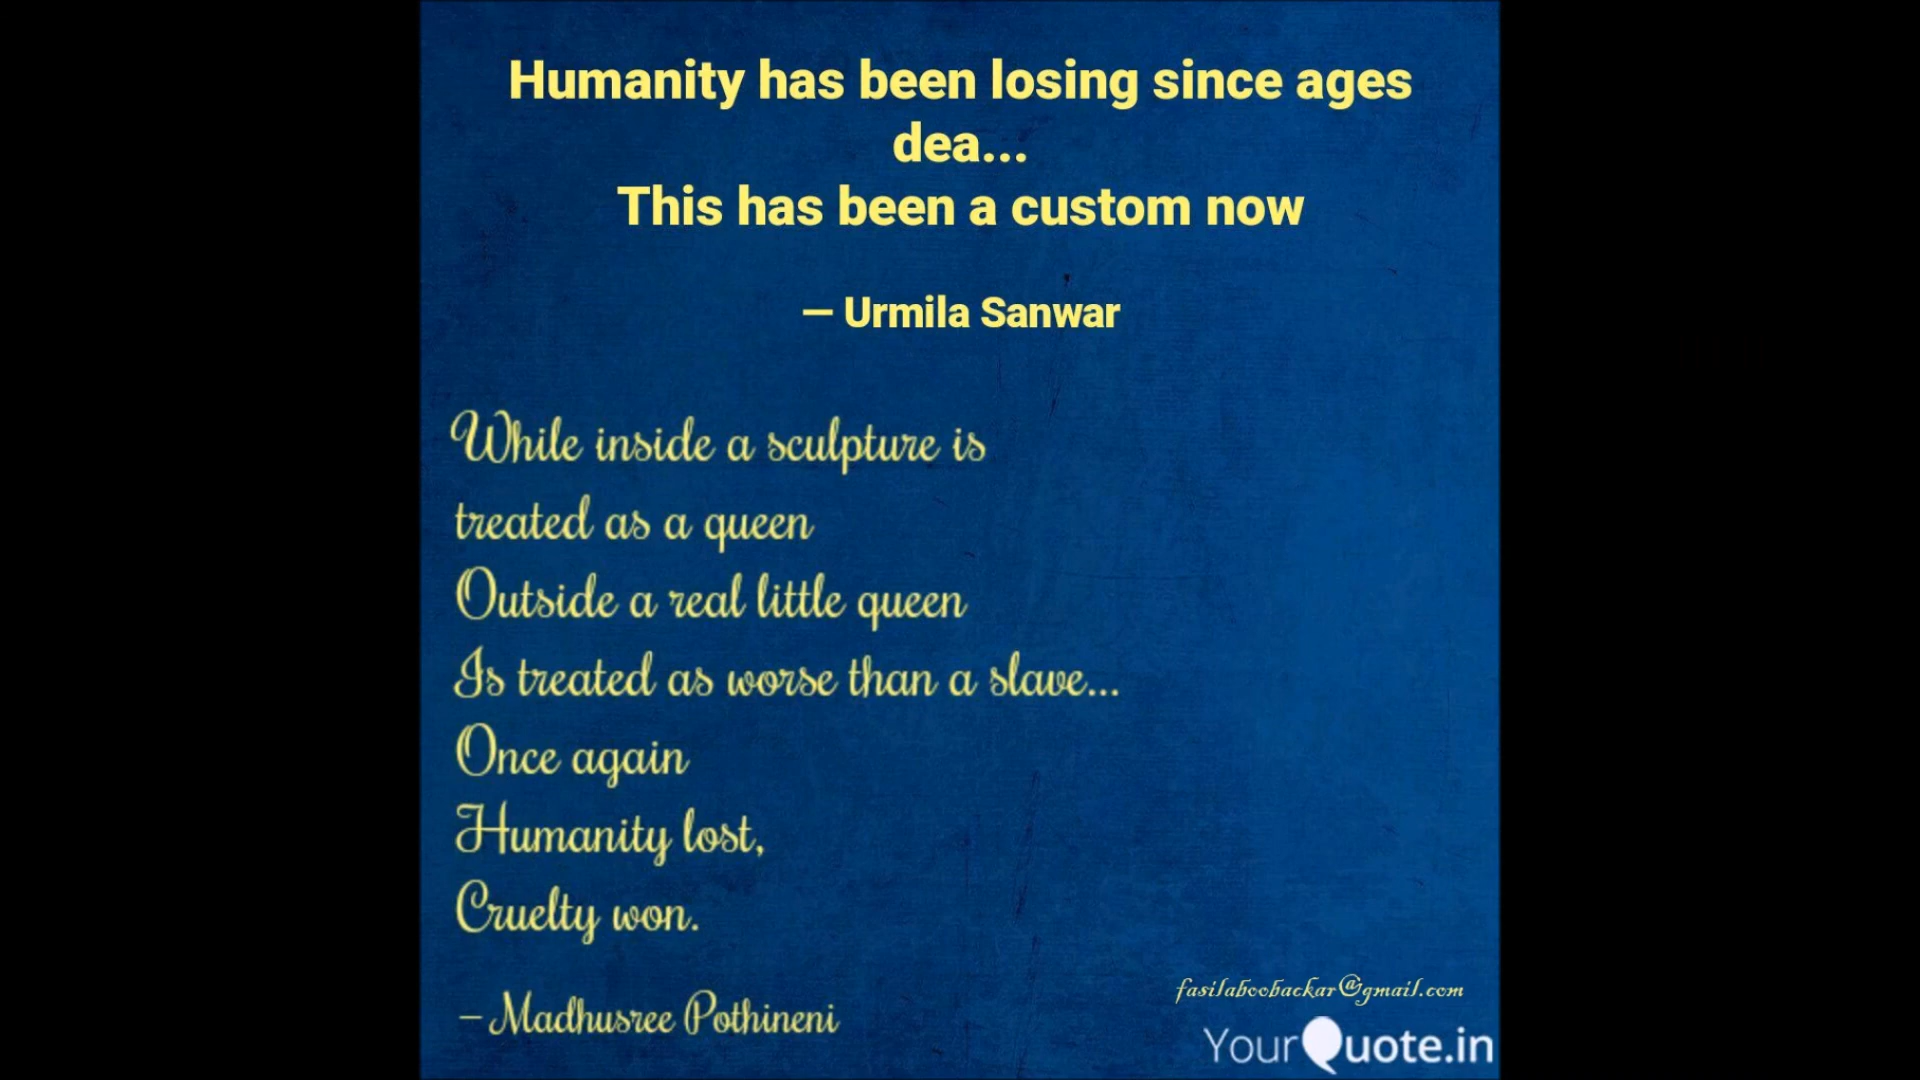 Humanity has been losing since ages
dea...
This has been a custom now
— Urmila Sanwar
While inside a sculpture is
treated as a queen
Outside a real little queen
Is treated as worse than a slave...
Once again
Humanity lost,
Cruelty won.
– Madhusree Pothineni
fasilaboobackar@gmail.com
YourQuote.in